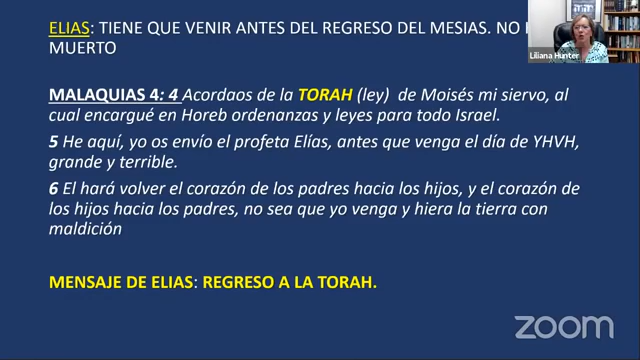 ELIAS: TIENE QUE VENIR ANTES DEL REGRESO DEL MESIAS. NO
MUERTO
MALAQUIAS 4: 4 Acordaos de la TORAH (ley) de Moisés mi siervo, al
cual encargué en Horeb ordenanzas y leyes para todo Israel.
5 He aquí, yo os envío el profeta Elías, antes que venga el día de YHVH,
grande y terrible.
6 El hará volver el corazón de los padres hacia los hijos, y el corazón de
los hijos hacia los padres, no sea que yo venga y hiera la tierra con
maldición
MENSAJE DE ELIAS: REGRESO A LA TORAH.
Liliana Hunter
zoom